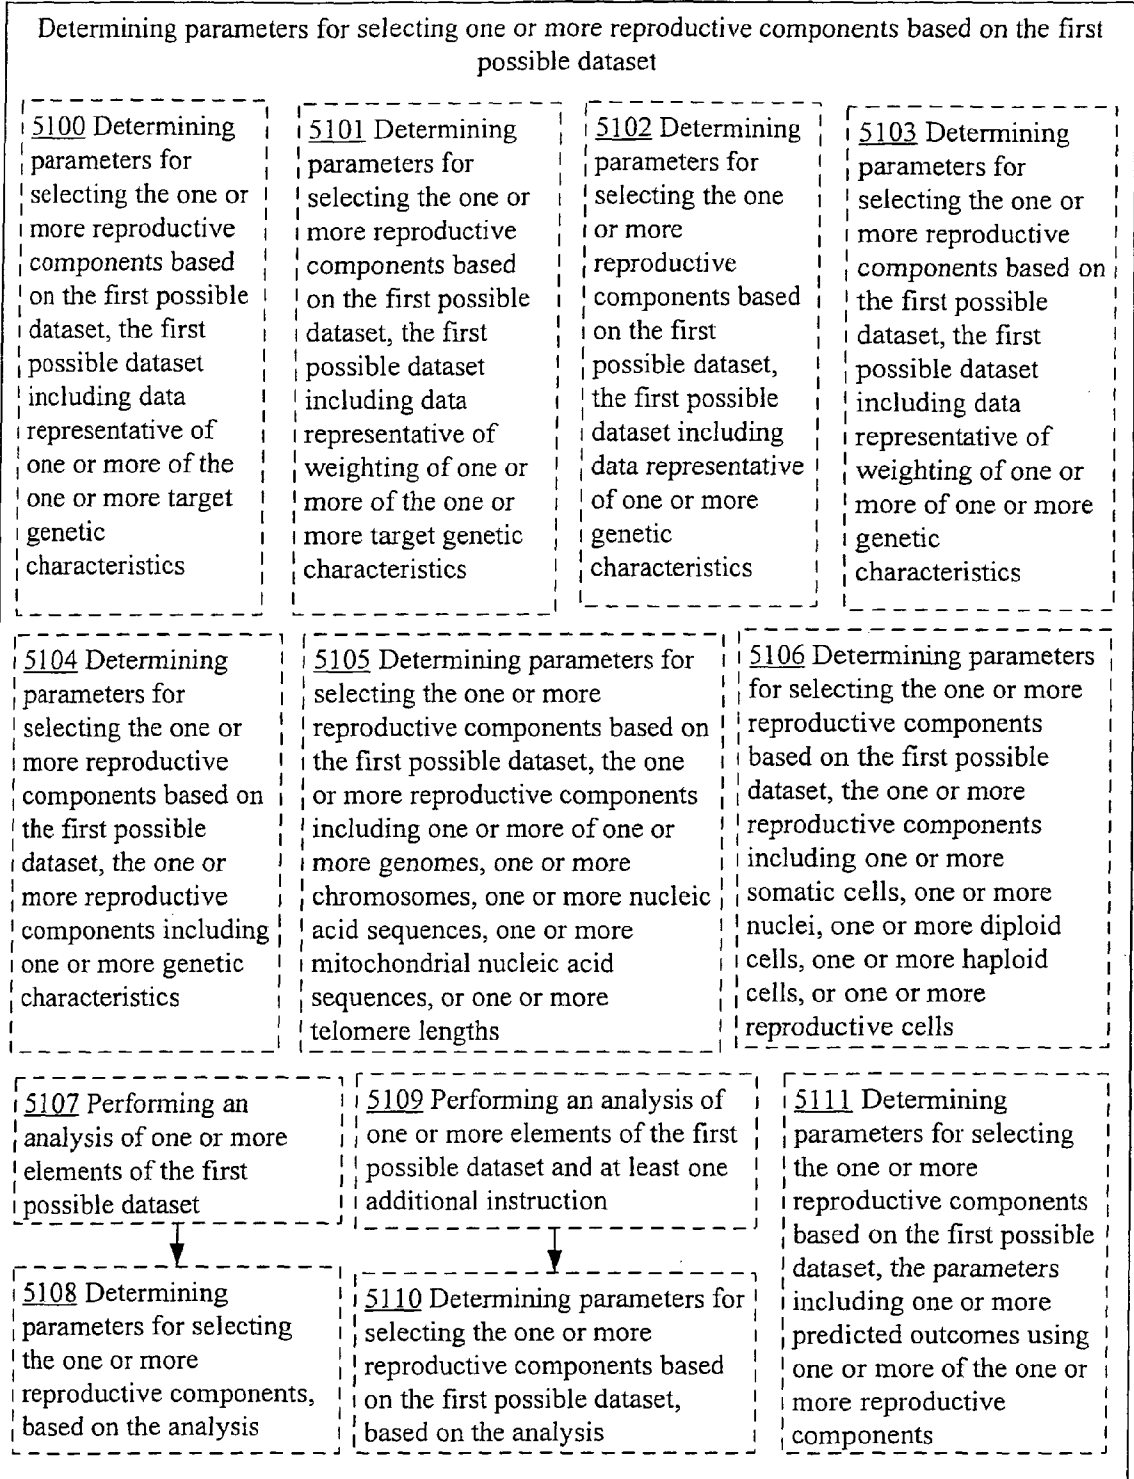 Determining parameters for selecting one or more reproductive components based on the first
possible dataset
5100 Determining
parameters for
selecting the one or
more reproductive
components based
on the first possible
dataset, the first
possible dataset
including data
representative of
one or more of the
one or more target
genetic
characteristics
5101 Determining
parameters for
selecting the one or
more reproductive
components based
on the first possible
dataset, the first
possible dataset
including data
representative of
weighting of one or
more of the one or
more target genetic
characteristics
5102 Determining
parameters for
selecting the one
or more
reproductive
components based
on the first
possible dataset,
the first possible
dataset including
data representative
of one or more
genetic
characteristics
5103 Determining
parameters for
selecting the one or
more reproductive
components based on
the first possible
dataset, the first
possible dataset
including data
representative of
weighting of one or
more of one or more
genetic
characteristics
5104 Determining
parameters for
selecting the one or
more reproductive
components based on
the first possible
dataset, the one or
more reproductive
components including
one or more genetic
characteristics
5105 Determining parameters for
selecting the one or more
reproductive components based on
the first possible dataset, the one
or more reproductive components
including one or more of one or
more genomes, one or more
chromosomes, one or more nucleic
acid sequences, one or more
mitochondrial nucleic acid
sequences, or one or more
telomere lengths
5106 Determining parameters
for selecting the one or more
reproductive components
based on the first possible
dataset, the one or more
reproductive components
including one or more
somatic cells, one or more
nuclei, one or more diploid
cells, one or more haploid
cells, or one or more
reproductive cells
5107 Performing an
analysis of one or more
elements of the first
possible dataset
5108 Determining
parameters for selecting
the one or more
reproductive components,
based on the analysis
5109 Performing an analysis of
one or more elements of the first
possible dataset and at least one
additional instruction
5110 Determining parameters for
selecting the one or more
reproductive components based
on the first possible dataset,
based on the analysis
5111 Determining
parameters for selecting
the one or more
reproductive components
based on the first possible
dataset, the parameters
including one or more
predicted outcomes using
one or more of the one or
more reproductive
components